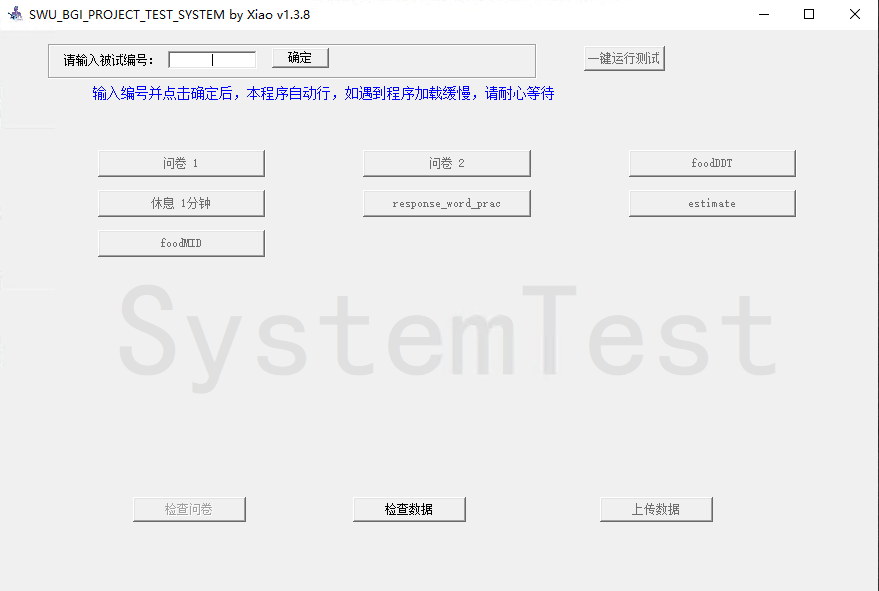 SWU_BGI_PROJECT_TEST_SYSTEM by Xiao v1.3.8
请输入被试编号： 确定 一键运行测试
输入编号并点击确定后，本程序自动行，如遇到程序加载缓慢，请耐心等待
问卷 1 问卷 2 foodDDT
休息 1分钟 response_word_prac estimate
foodMID
SystemTest
检查问卷 检查数据 上传数据